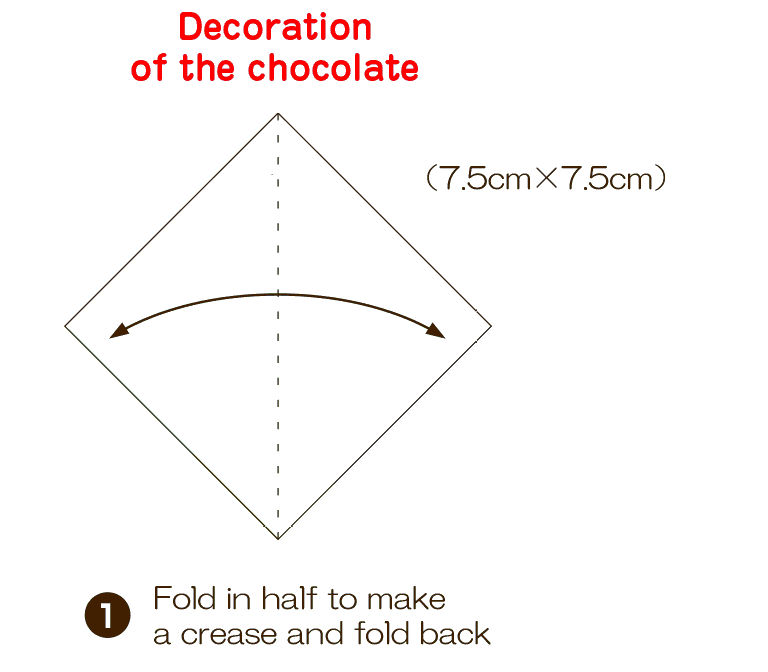 Decoration
of the chocolate
(7.5cm×7.5cm)
1 Fold in half to make
a crease and fold back